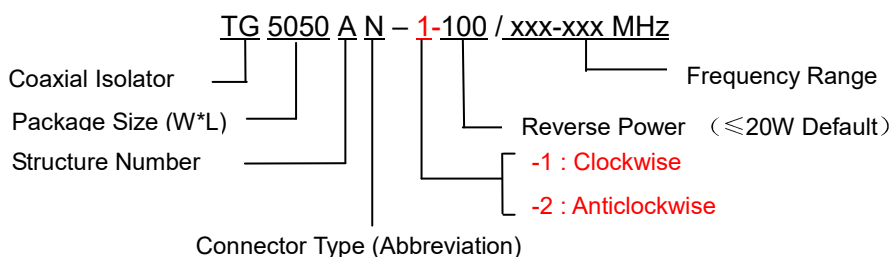 TG 5050 A N – 1-100 / xxx-xxx MHz
Coaxial Isolator
Frequency Range
Package Size (W*L)
Reverse Power （≤20W Default）
Structure Number
-1 : Clockwise
-2 : Anticlockwise
Connector Type (Abbreviation)